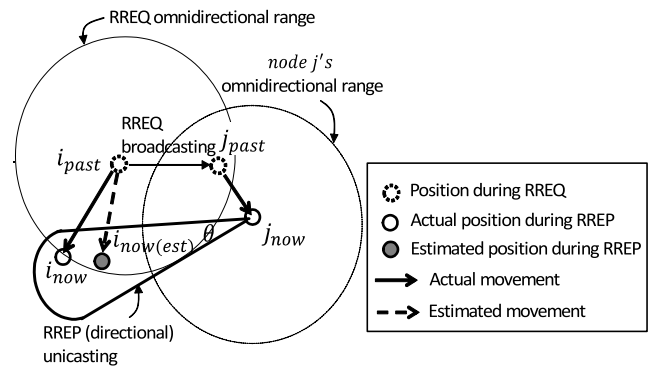 RREQ omnidirectional range
node j's
omnidirectional range
RREQ
broadcasting
j_past
i_past
i_now(est)
θ
j_now
i_now
RREP (directional)
unicasting
Position during RREQ
Actual position during RREP
Estimated position during RREP
Actual movement
Estimated movement